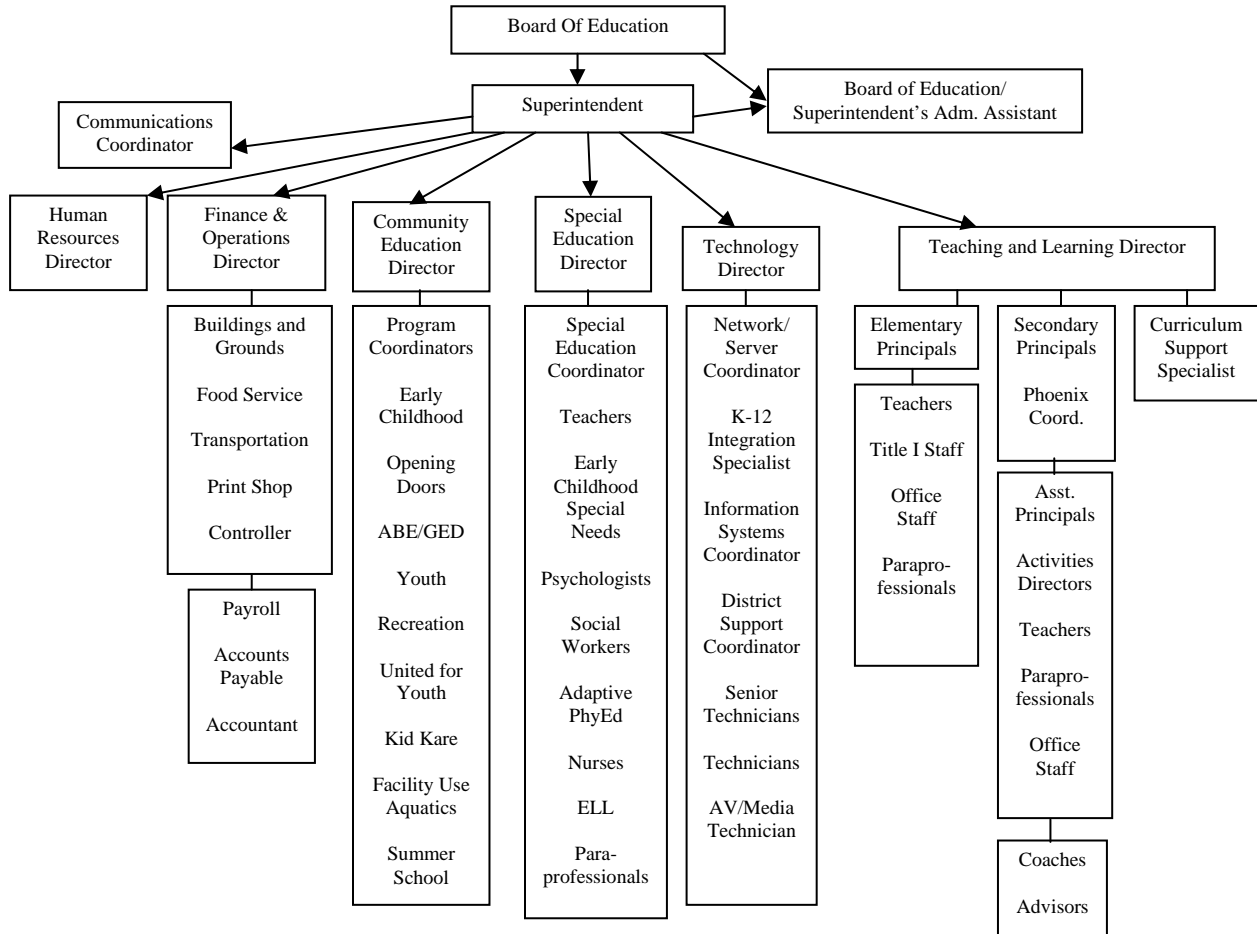 Board Of Education
Superintendent
Board of Education/
Superintendent's Adm. Assistant
Communications
Coordinator
Human
Resources
Director
Finance &
Operations
Director
Community
Education
Director
Special
Education
Director
Technology
Director
Teaching and Learning Director
Buildings and
Grounds
Food Service
Transportation
Print Shop
Controller
Payroll
Accounts
Payable
Accountant
Program
Coordinators
Early
Childhood
Opening
Doors
ABE/GED
Youth
Recreation
United for
Youth
Kid Kare
Facility Use
Aquatics
Summer
School
Special
Education
Coordinator
Teachers
Early
Childhood
Special
Needs
Psychologists
Social
Workers
Adaptive
PhyEd
Nurses
ELL
Para-
professionals
Network/
Server
Coordinator
K-12
Integration
Specialist
Information
Systems
Coordinator
District
Support
Coordinator
Senior
Technicians
Technicians
AV/Media
Technician
Elementary
Principals
Teachers
Title I Staff
Office
Staff
Parapro-
fessionals
Secondary
Principals
Phoenix
Coord.
Asst.
Principals
Activities
Directors
Teachers
Parapro-
fessionals
Office
Staff
Coaches
Advisors
Curriculum
Support
Specialist